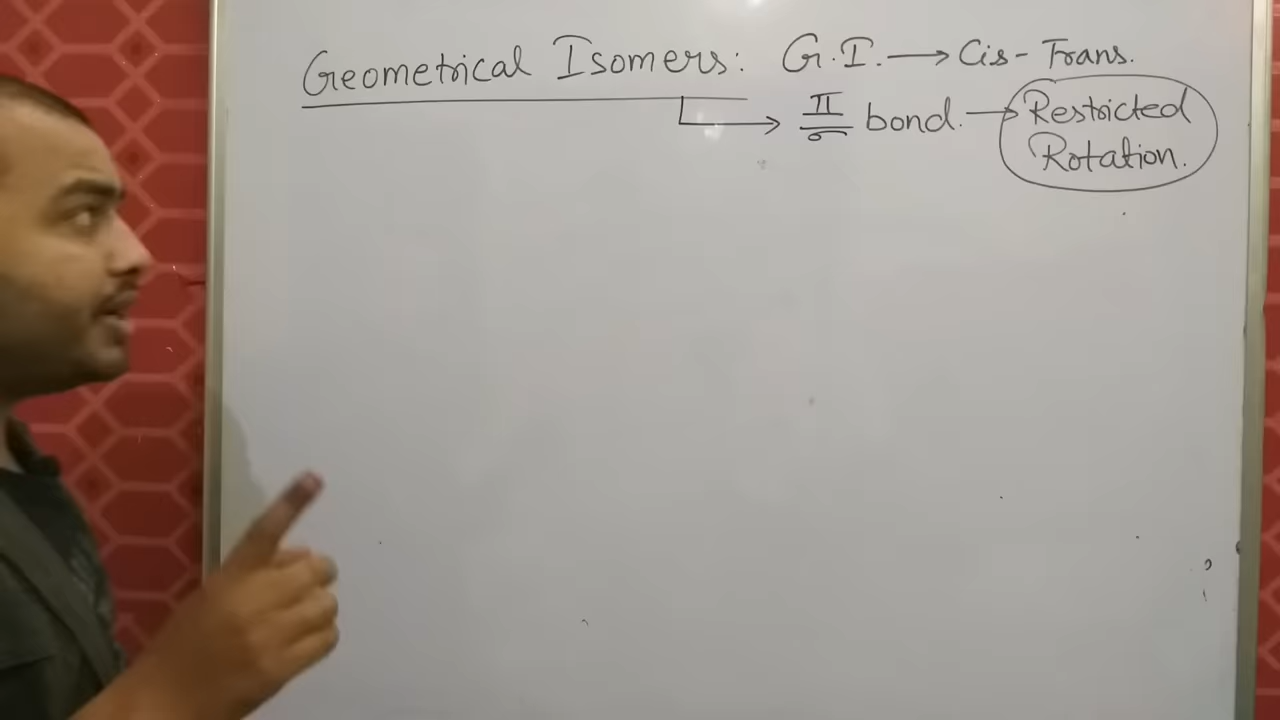 Geometrical Isomers: G.I. → Cis-Trans.
π bond. → Restricted
Rotation.